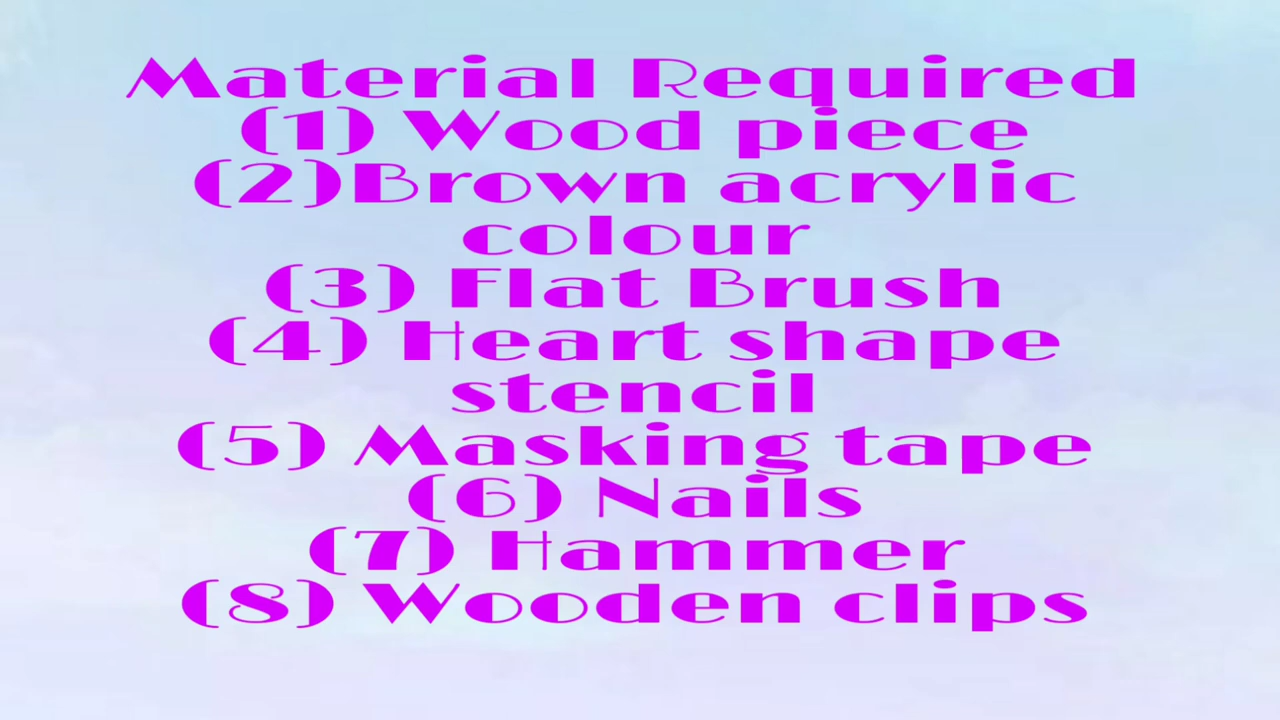 Material Required
(1) Wood piece
(2)Brown acrylic
colour
(3) Flat Brush
(4) Heart shape
stencil
(5) Masking tape
(6) Nails
(7) Hammer
(8) Wooden clips